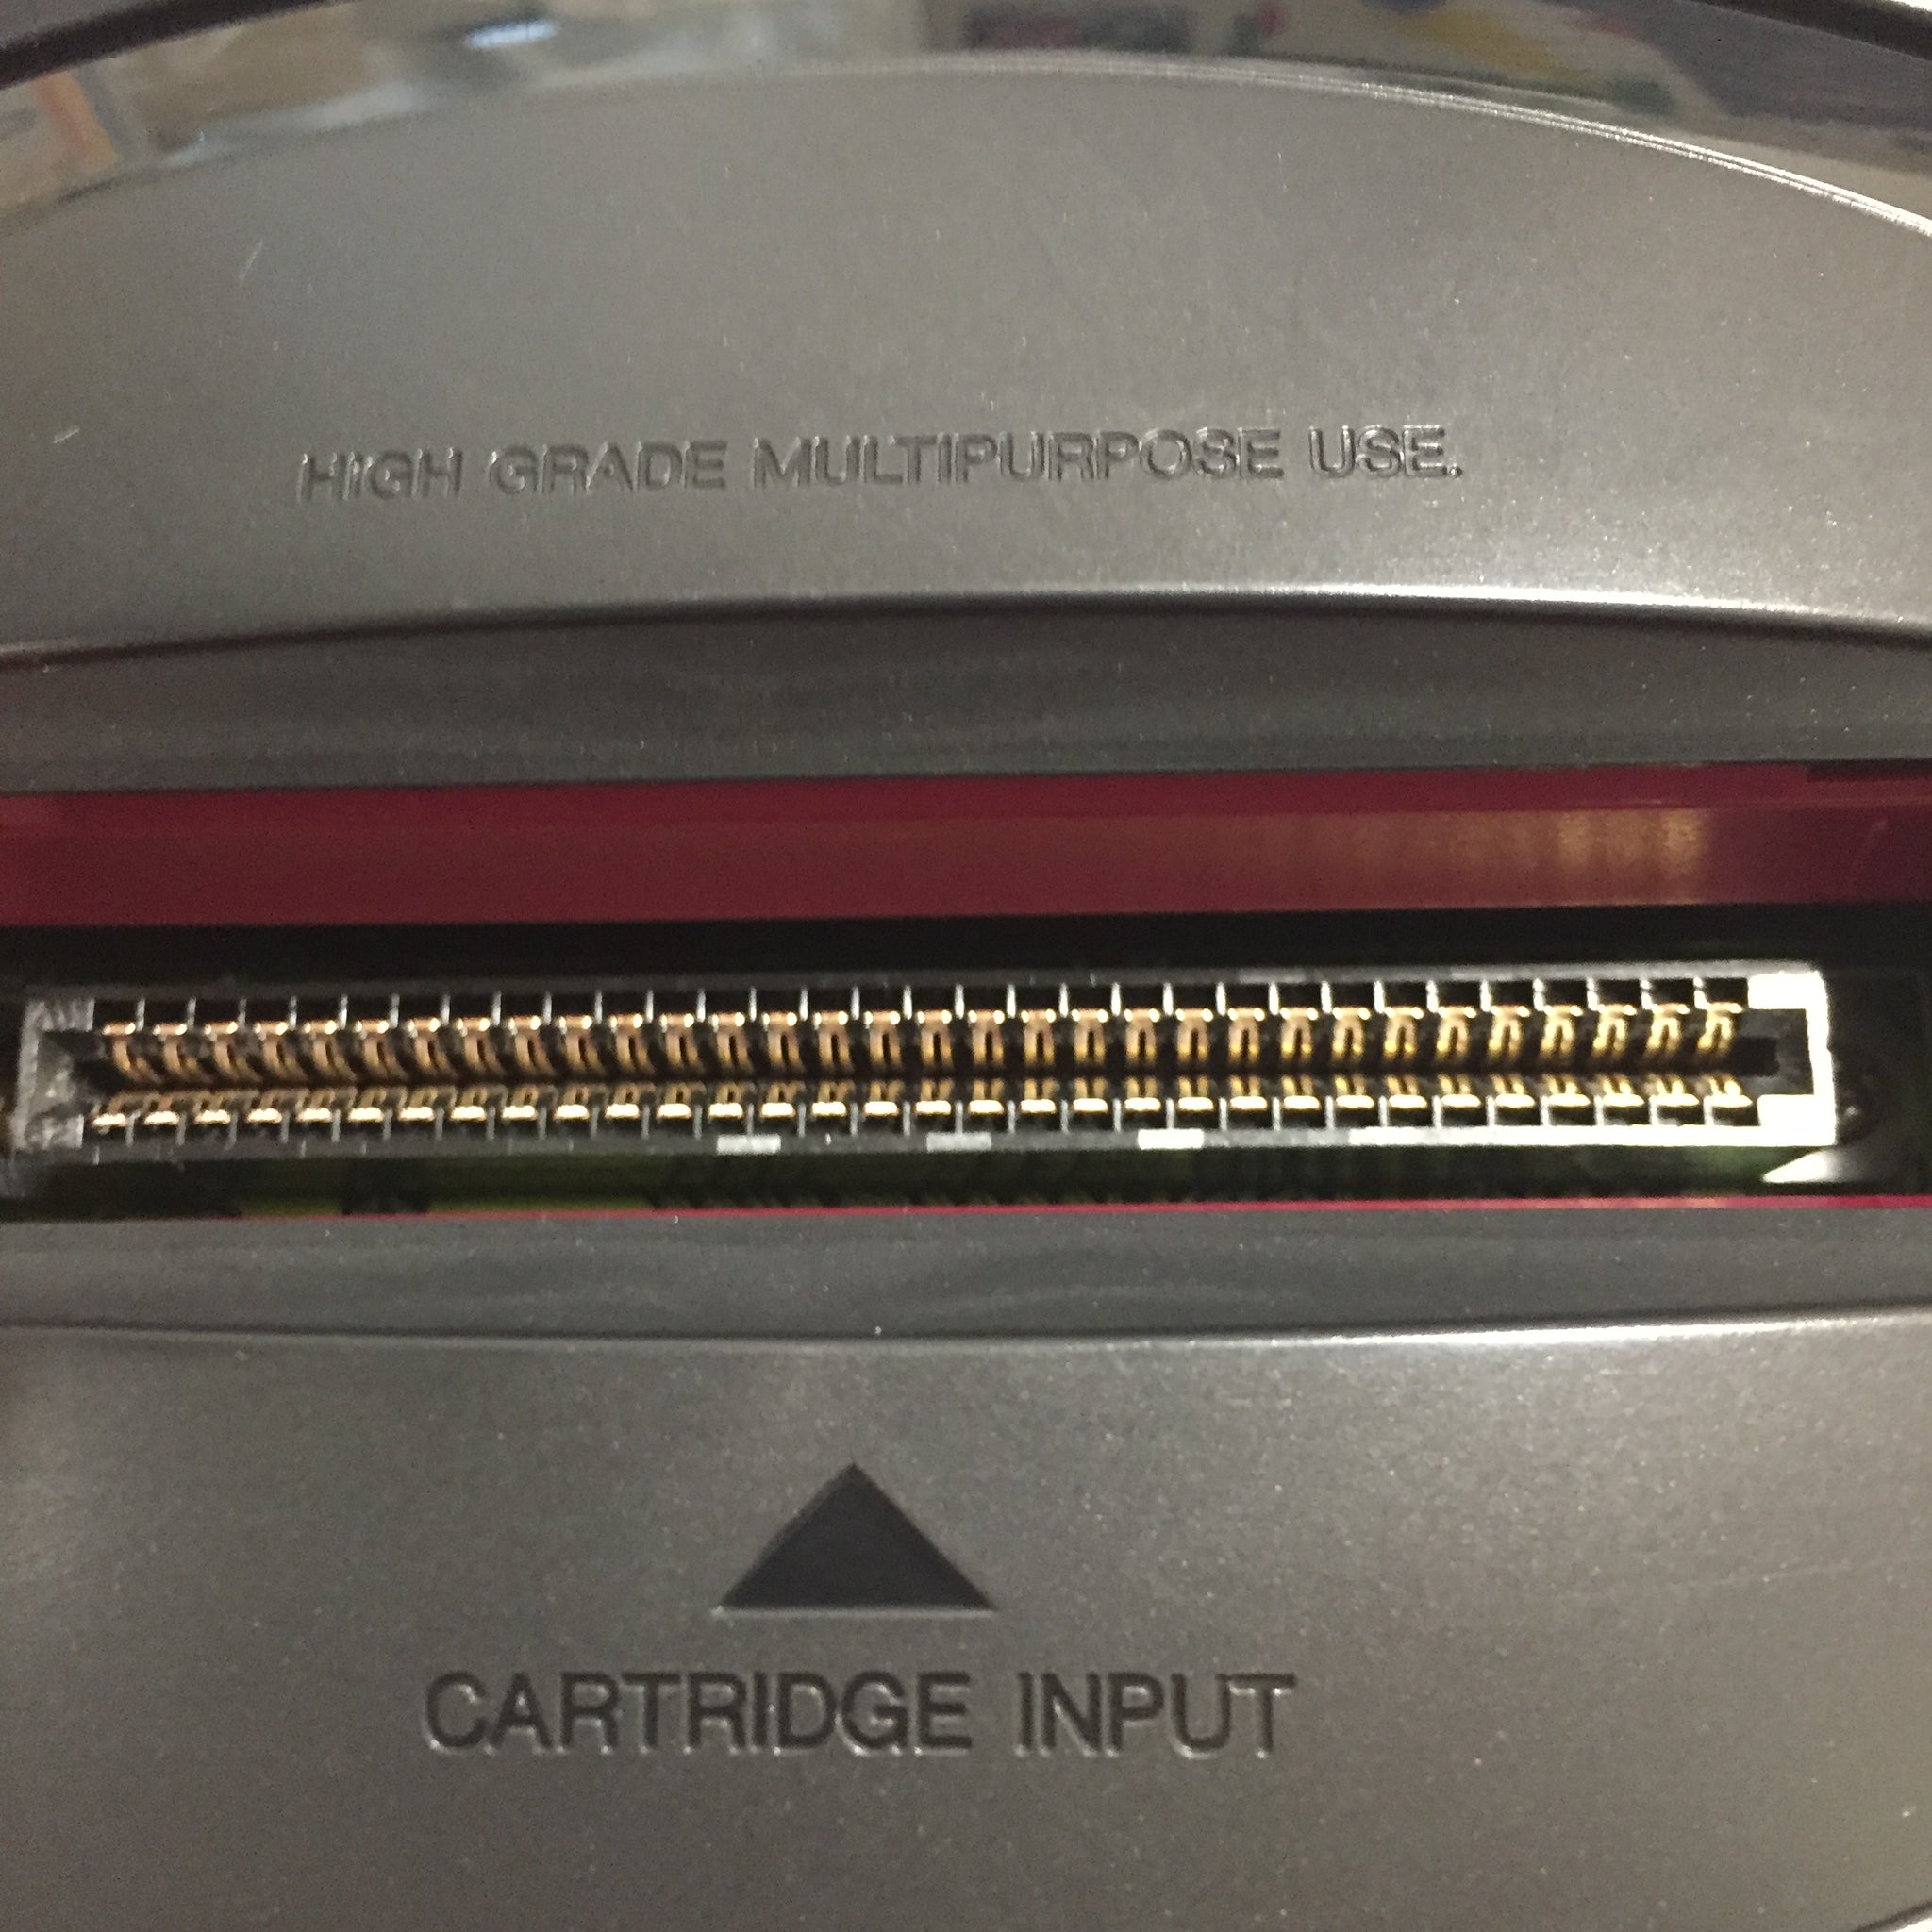 HIGH GRADE MULTIPURPOSE USE.
CARTRIDGE INPUT